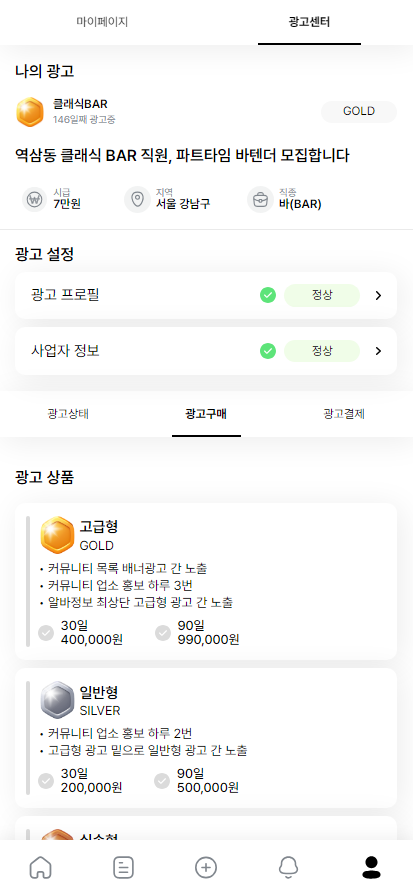 마이페이지
광고센터
나의 광고
클래식BAR
146일째 광고중
GOLD
역삼동 클래식 BAR 직원, 파트타임 바텐더 모집합니다
시급
7만원
지역
서울 강남구
직종
바(BAR)
광고 설정
광고 프로필
정상
사업자 정보
정상
광고상태
광고구매
광고결제
광고 상품
고급형
GOLD
• 커뮤니티 목록 배너광고 간 노출
• 커뮤니티 업소 홍보 하루 3번
• 알바정보 최상단 고급형 광고 간 노출
30일
400,000원
90일
990,000원
일반형
SILVER
• 커뮤니티 업소 홍보 하루 2번
• 고급형 광고 밑으로 일반형 광고 간 노출
30일
200,000원
90일
500,000원